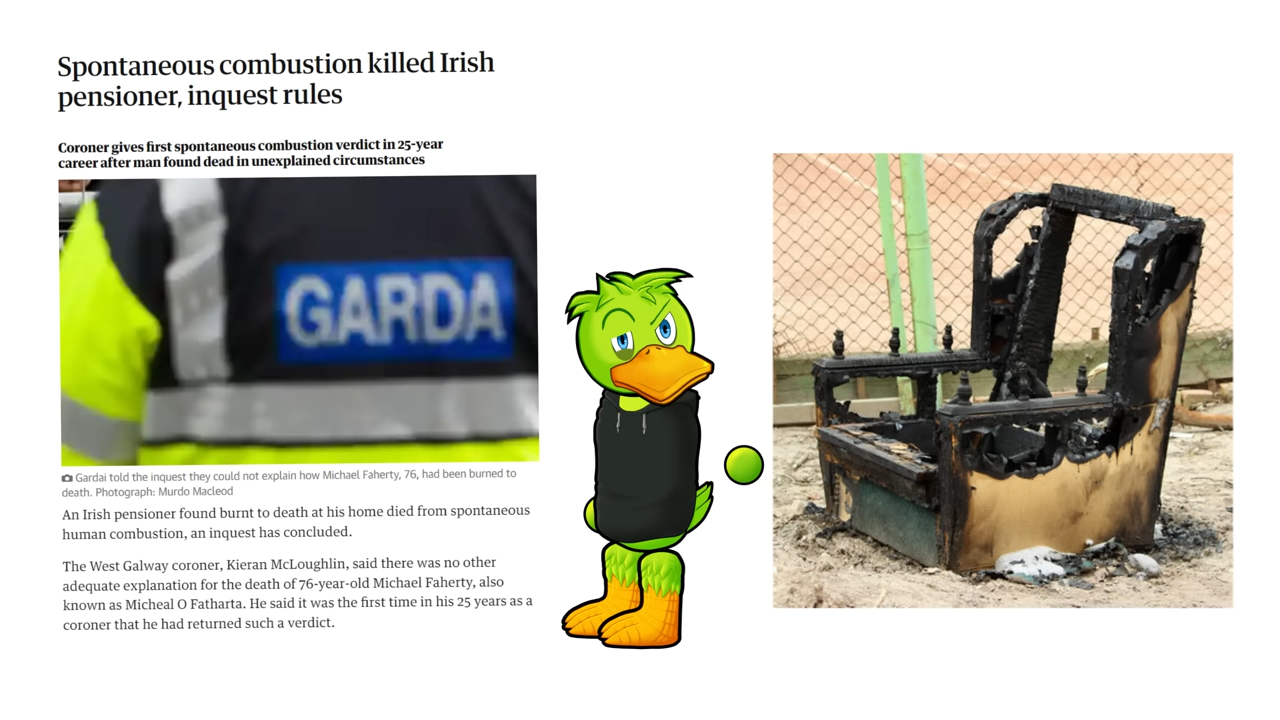 Spontaneous combustion killed Irish
pensioner, inquest rules
Coroner gives first spontaneous combustion verdict in 25-year
career after man found dead in unexplained circumstances
GARDA
Gardai told the inquest they could not explain how Michael Faherty, 76, had been burned to
death. Photograph: Murdo Macleod
An Irish pensioner found burnt to death at his home died from spontaneous
human combustion, an inquest has concluded.
The West Galway coroner, Kieran McLoughlin, said there was no other
adequate explanation for the death of 76-year-old Michael Faherty, also
known as Micheal O Fatharta. He said it was the first time in his 25 years as a
coroner that he had returned such a verdict.